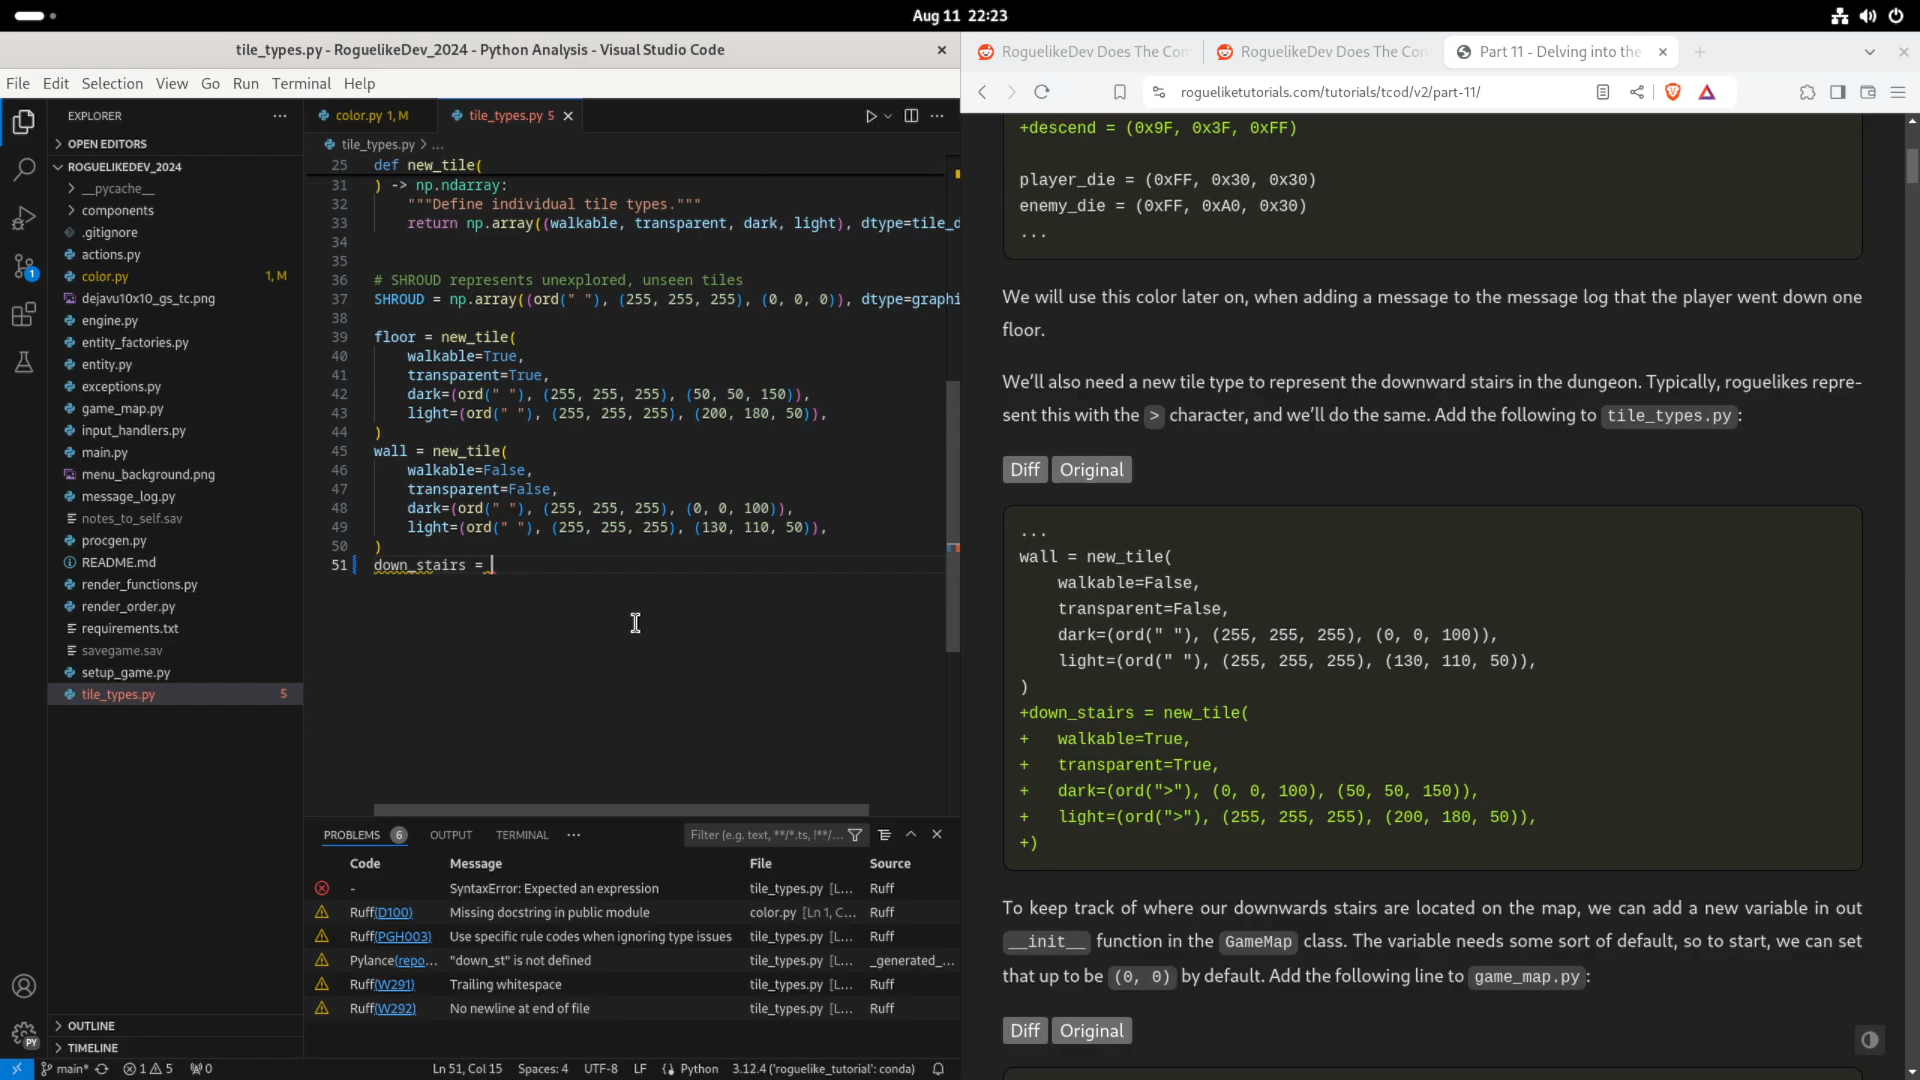 Aug 11 22:23
tile_types.py - RoguelikeDev_2024 - Python Analysis - Visual Studio Code
File Edit Selection View Go Run Terminal Help
EXPLORER
OPEN EDITORS
ROGUELIKEDEV_2024
__pycache__
components
.gitignore
actions.py
color.py 1, M
dejavu10x10_gs_tc.png
engine.py
entity_factories.py
entity.py
exceptions.py
game_map.py
input_handlers.py
main.py
menu_background.png
message_log.py
notes_to_self.sav
procgen.py
README.md
render_functions.py
render_order.py
requirements.txt
savegame.sav
setup_game.py
tile_types.py 5
OUTLINE
TIMELINE
color.py 1, M
tile_types.py 5
tile_types.py > ...
25 def new_tile(
31 ) -> np.ndarray:
32 """Define individual tile types."""
33 return np.array((walkable, transparent, dark, light), dtype=tile_d
34
35
36 # SHROUD represents unexplored, unseen tiles
37 SHROUD = np.array((ord(" "), (255, 255, 255), (0, 0, 0)), dtype=graphi
38
39 floor = new_tile(
40 walkable=True,
41 transparent=True,
42 dark=(ord(" "), (255, 255, 255), (50, 50, 150)),
43 light=(ord(" "), (255, 255, 255), (200, 180, 50)),
44 )
45 wall = new_tile(
46 walkable=False,
47 transparent=False,
48 dark=(ord(" "), (255, 255, 255), (0, 0, 100)),
49 light=(ord(" "), (255, 255, 255), (130, 110, 50)),
50 )
51 down_stairs =
PROBLEMS 6 OUTPUT TERMINAL ... Filter (e.g. text, **/*.ts, !**/...
Code Message File Source
- SyntaxError: Expected an expression tile_types.py [L... Ruff
Ruff(D100) Missing docstring in public module color.py [Ln 1, C... Ruff
Ruff(PGH003) Use specific rule codes when ignoring type issues tile_types.py [L... Ruff
Pylance(repo... "down_st" is not defined tile_types.py [L... _generated_...
Ruff(W291) Trailing whitespace tile_types.py [L... Ruff
Ruff(W292) No newline at end of file tile_types.py [L... Ruff
PY
main* 1 5 0 Ln 51, Col 15 Spaces: 4 UTF-8 LF Python 3.12.4 ('roguelike_tutorial': conda)
RoguelikeDev Does The Con
RoguelikeDev Does The Con
Part 11 - Delving into the
rogueliketutorials.com/tutorials/tcod/v2/part-11/
+descend = (0x9F, 0x3F, 0xFF)
player_die = (0xFF, 0x30, 0x30)
enemy_die = (0xFF, 0xA0, 0x30)
...
We will use this color later on, when adding a message to the message log that the player went down one
floor.
We’ll also need a new tile type to represent the downward stairs in the dungeon. Typically, roguelikes repre-
sent this with the > character, and we’ll do the same. Add the following to tile_types.py:
Diff Original
...
wall = new_tile(
walkable=False,
transparent=False,
dark=(ord(" "), (255, 255, 255), (0, 0, 100)),
light=(ord(" "), (255, 255, 255), (130, 110, 50)),
)
+down_stairs = new_tile(
+ walkable=True,
+ transparent=True,
+ dark=(ord(">"), (0, 0, 100), (50, 50, 150)),
+ light=(ord(">"), (255, 255, 255), (200, 180, 50)),
+)
To keep track of where our downwards stairs are located on the map, we can add a new variable in out
__init__ function in the GameMap class. The variable needs some sort of default, so to start, we can set
that up to be (0, 0) by default. Add the following line to game_map.py:
Diff Original